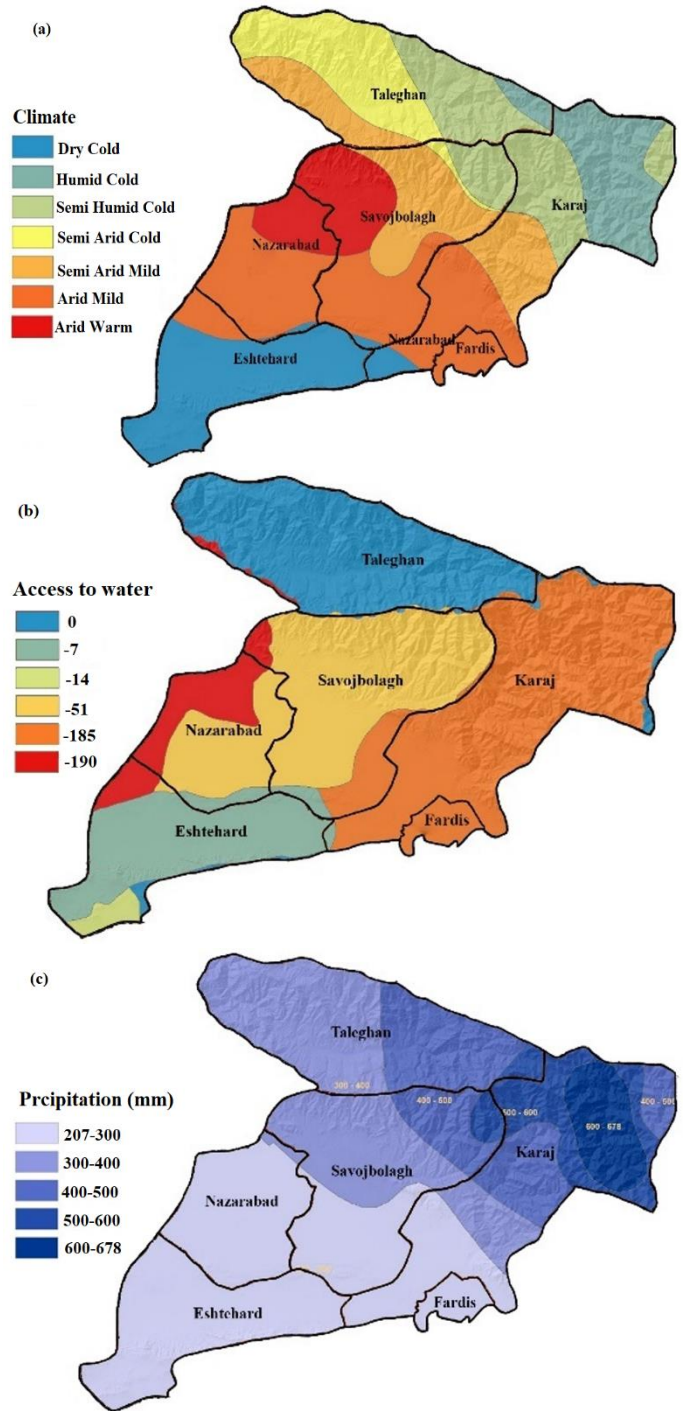 (a)
Climate
Dry Cold
Humid Cold
Semi Humid Cold
Semi Arid Cold
Semi Arid Mild
Arid Mild
Arid Warm
Taleghan
Karaj
Savojbolagh
Nazarabad
Nazarabad
Fardis
Eshtehard
(b)
Access to water
0
-7
-14
-51
-185
-190
Taleghan
Savojbolagh
Karaj
Nazarabad
Fardis
Eshtehard
(c)
Prcipitation (mm)
207-300
300-400
400-500
500-600
600-678
Taleghan
300 - 400
400 - 500
500 - 600
600 - 678
Karaj
Savojbolagh
Nazarabad
Fardis
Eshtehard